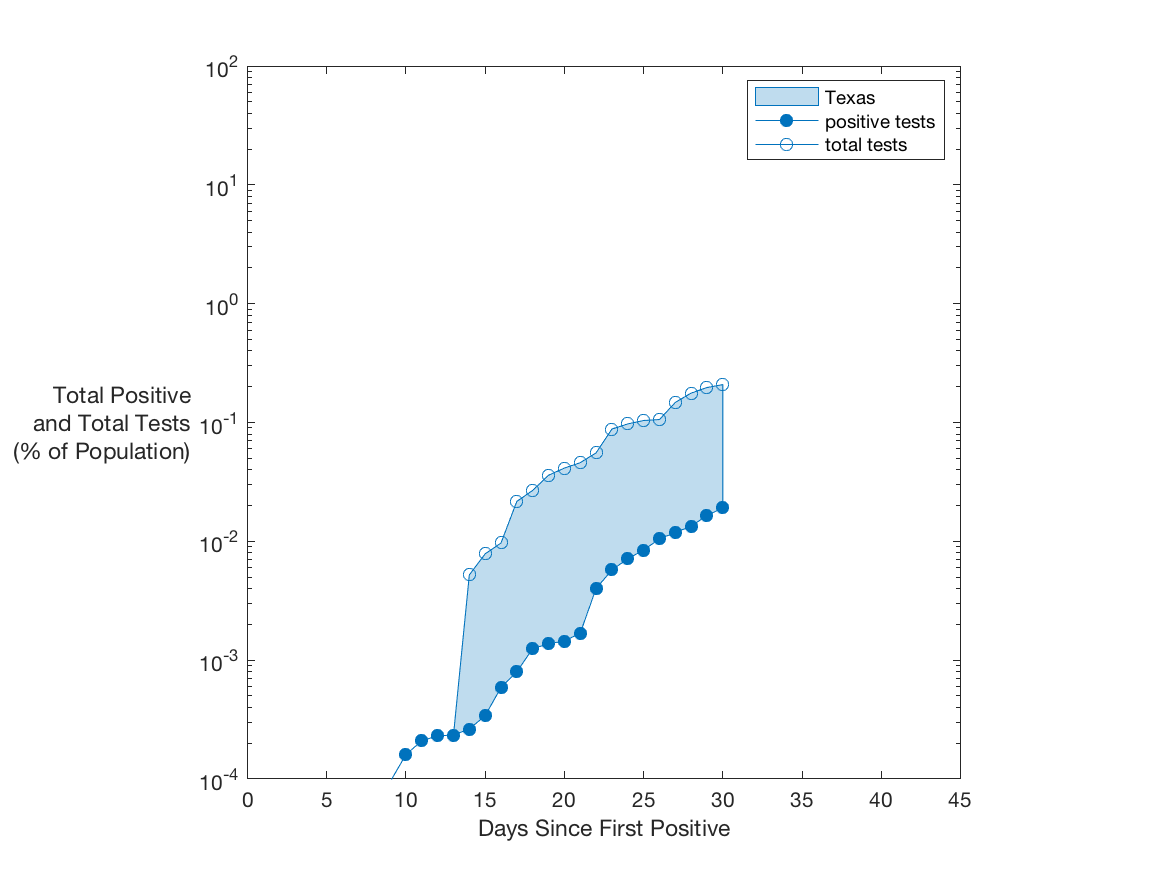 10^2
10^1
10^0
10^-1
10^-2
10^-3
10^-4
Total Positive
and Total Tests
(% of Population)
Texas
positive tests
total tests
0 5 10 15 20 25 30 35 40 45
Days Since First Positive